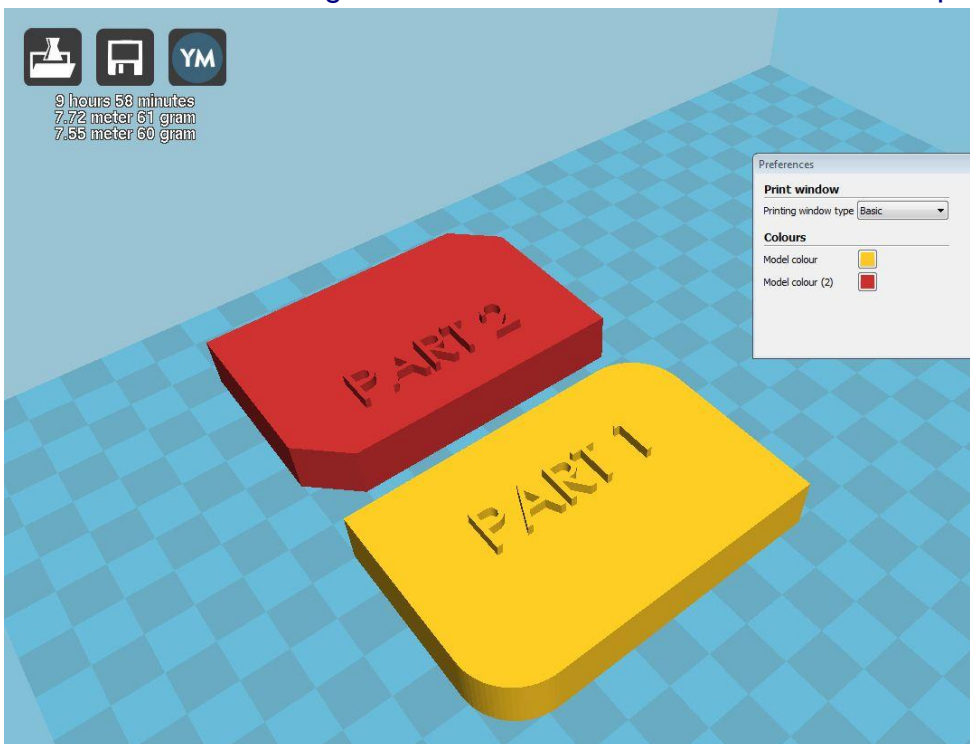 YM
9 hours 58 minutes
7.72 meter 61 gram
7.55 meter 60 gram
Preferences
Print window
Printing window type Basic
Colours
Model colour
Model colour (2)
PART 2
PART 1